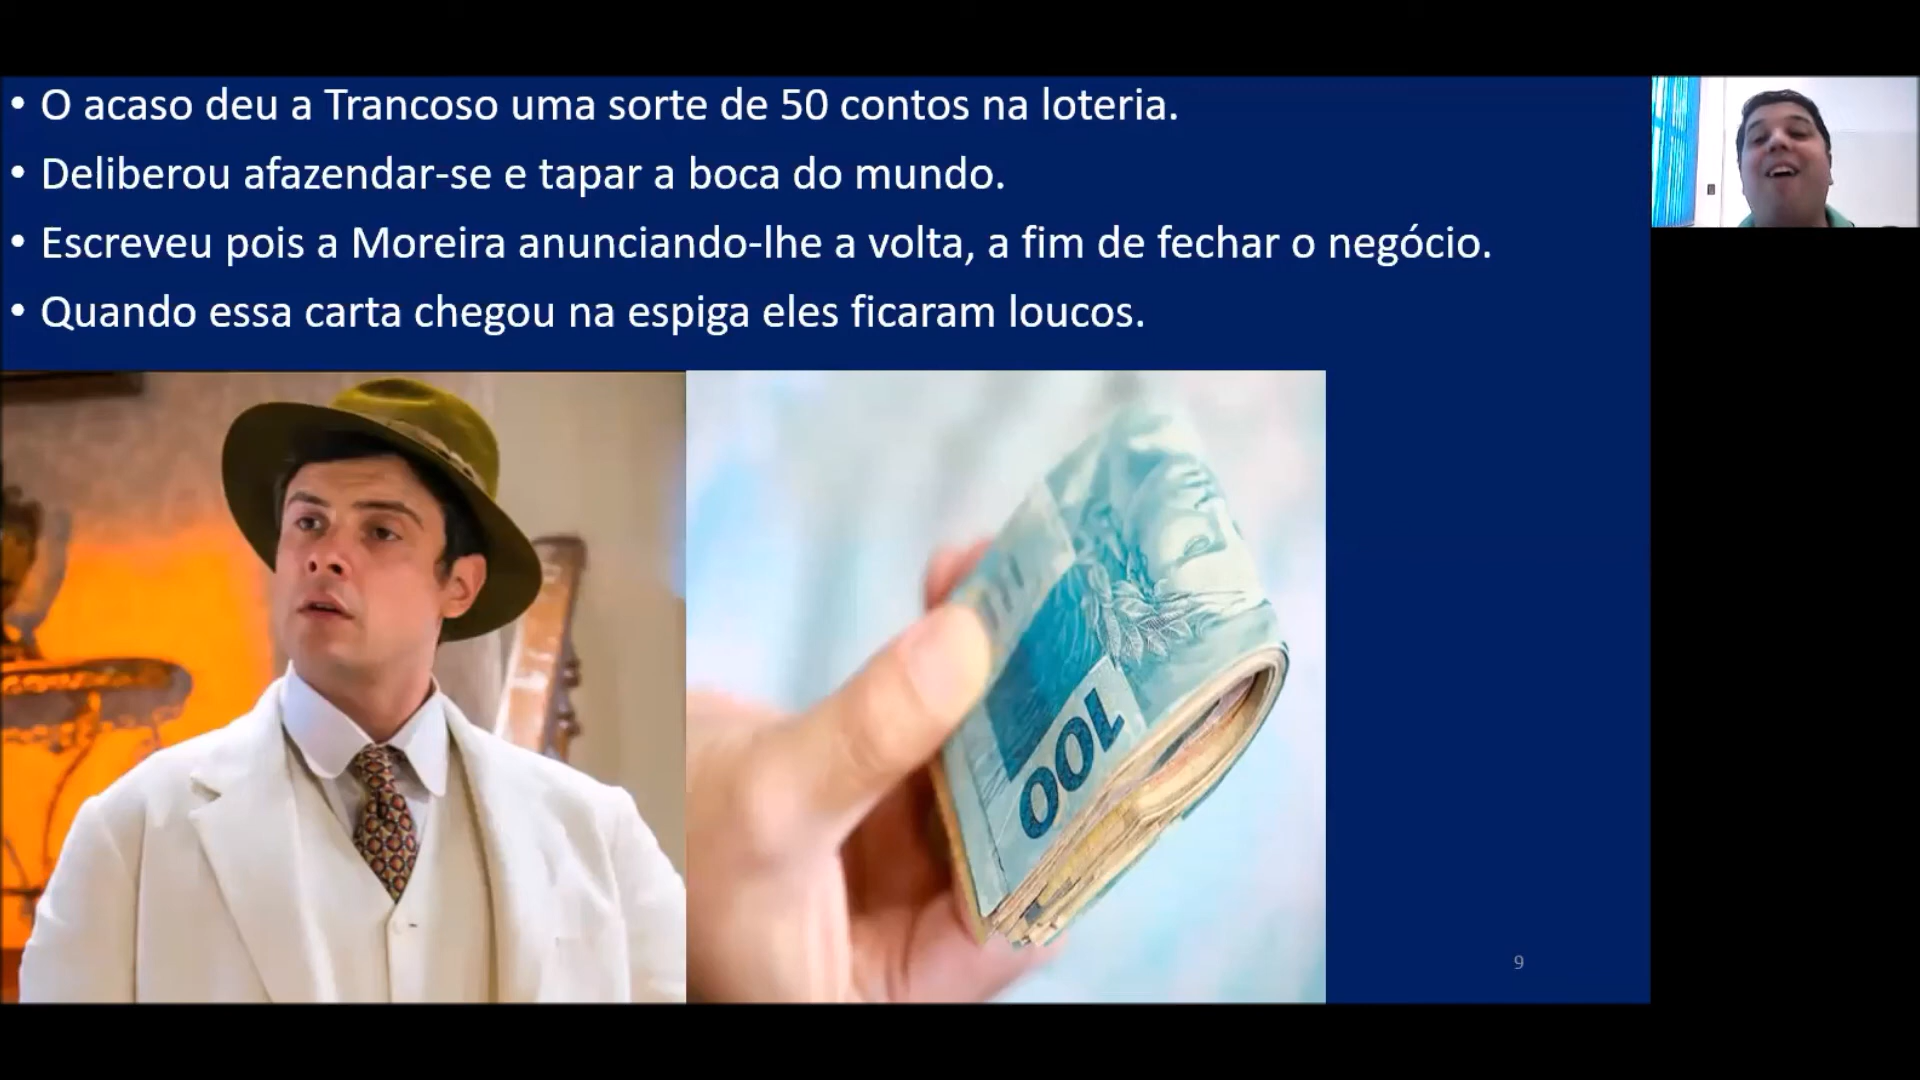 • O acaso deu a Trancoso uma sorte de 50 contos na loteria.
• Deliberou afazendar-se e tapar a boca do mundo.
• Escreveu pois a Moreira anunciando-lhe a volta, a fim de fechar o negócio.
• Quando essa carta chegou na espiga eles ficaram loucos.
100
9